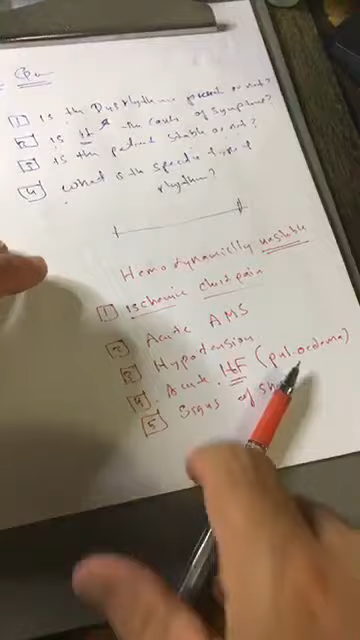 1 Is the Dysrhythmia present or not?
2 Is it the cause of symptoms?
3 Is the patient stable or not?
4 What is the specific type of
rhythm?
Hemodynamically unstable
1 Ischemic chest pain
2 Acute AMS
3 Hypotension
4 Acute HF (pul. oedema)
5 Signs of